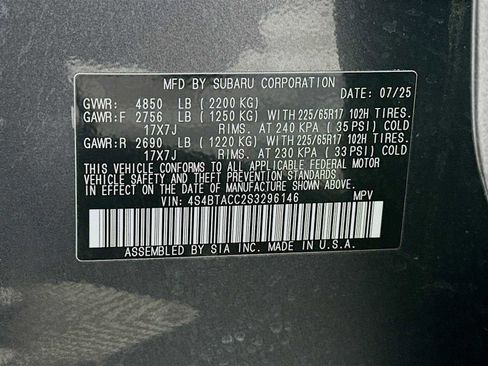 MFD BY SUBARU CORPORATION
DATE: 07/25
GVWR: 4850 LB (2200 KG)
GAWR:F 2756 LB (1250 KG) WITH 225/65R17 102H TIRES.
17X7J RIMS. AT 240 KPA (35 PSI) COLD
GAWR:R 2690 LB (1220 KG) WITH 225/65R17 102H TIRES.
17X7J RIMS. AT 230 KPA (33 PSI) COLD
THIS VEHICLE CONFORMS TO ALL APPLICABLE FEDERAL MOTOR
VEHICLE SAFETY, BUMPER, AND THEFT PREVENTION STANDARDS
IN EFFECT ON THE DATE OF MANUFACTURE SHOWN ABOVE.
VIN: 4S4BTACC2S3296146 MPV
ASSEMBLED BY SIA INC. IN U.S.A.